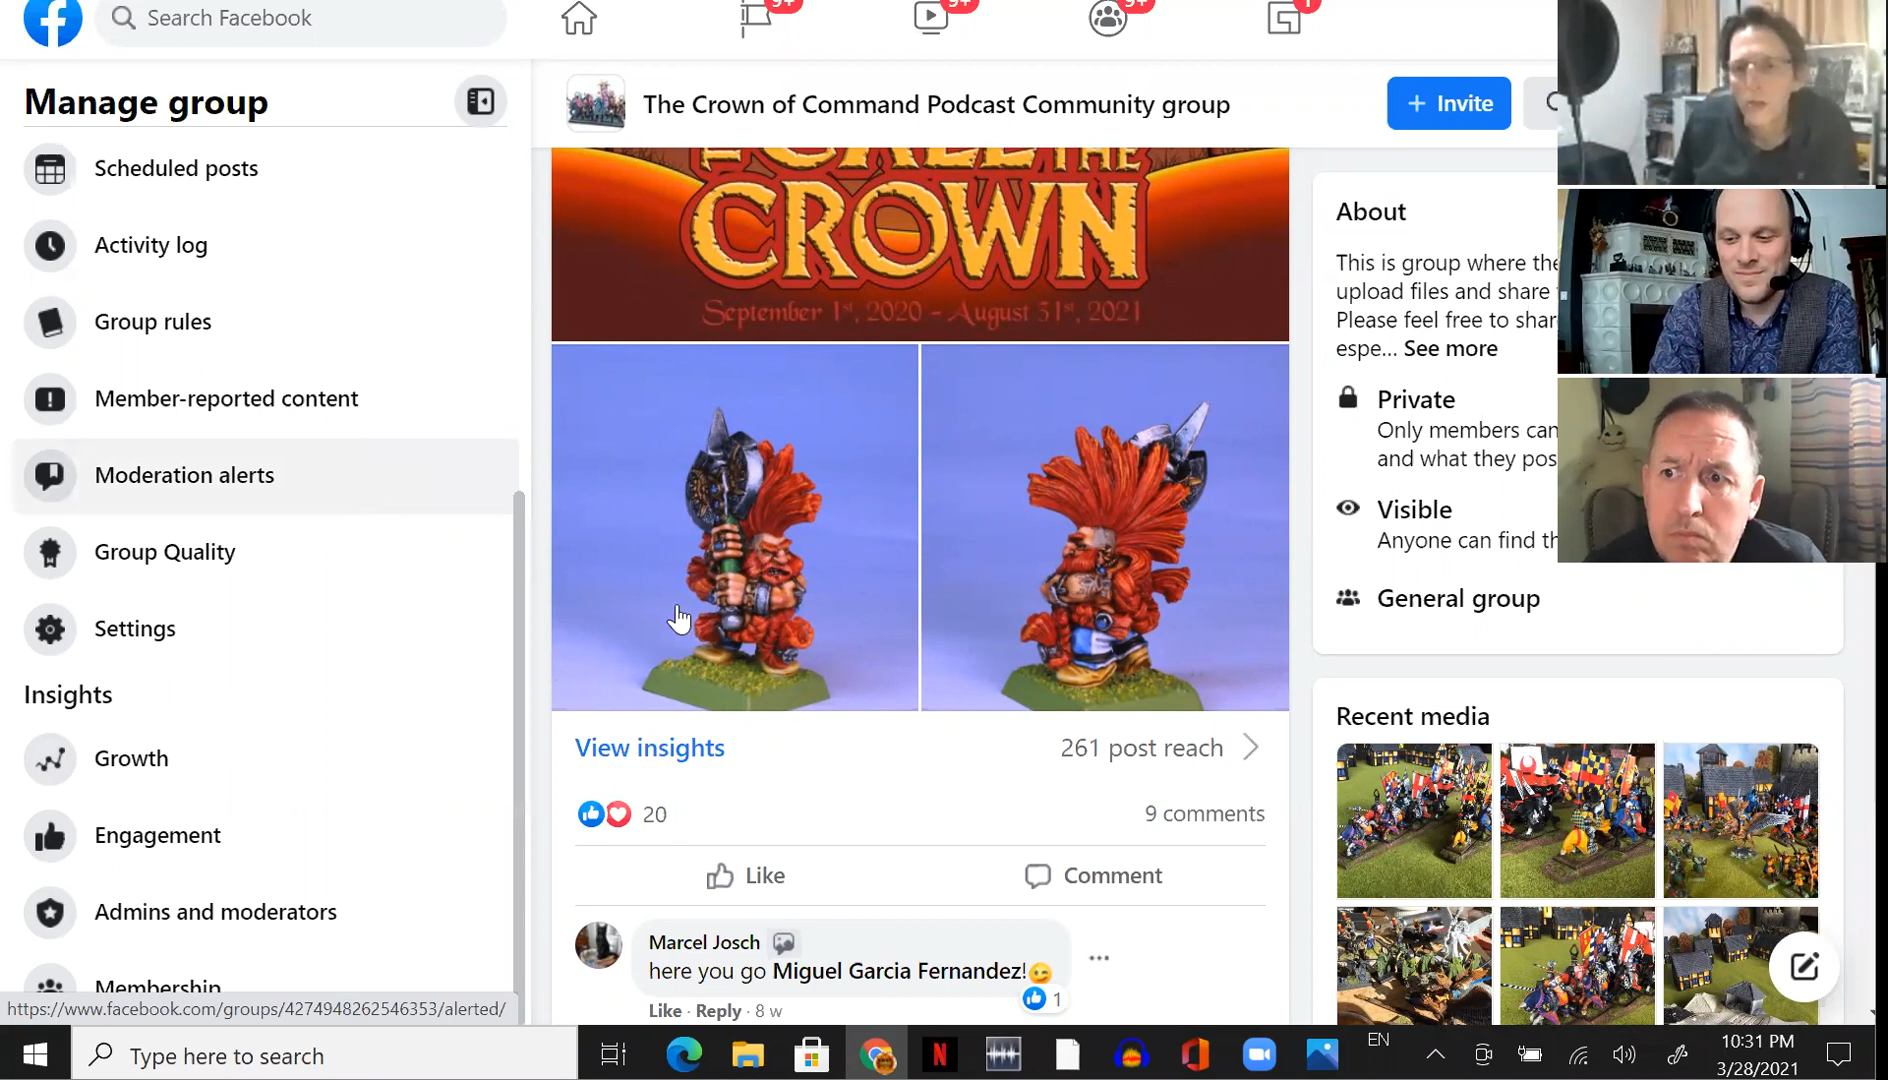 Search Facebook
9+
9+
9+
1
Manage group
Scheduled posts
Activity log
Group rules
Member-reported content
Moderation alerts
Group Quality
Settings
Insights
Growth
Engagement
Admins and moderators
Membership
https://www.facebook.com/groups/4274948262546353/alerted/
The Crown of Command Podcast Community group
+ Invite
CALL THE
CROWN
September 1st, 2020 - August 31st, 2021
View insights
261 post reach
20
9 comments
Like
Comment
Marcel Josch
here you go Miguel Garcia Fernandez!😉
1
Like · Reply · 8 w
About
This is group where the
upload files and share
Please feel free to shar
espe... See more
Private
Only members can
and what they pos
Visible
Anyone can find th
General group
Recent media
Type here to search
N
EN
10:31 PM
3/28/2021